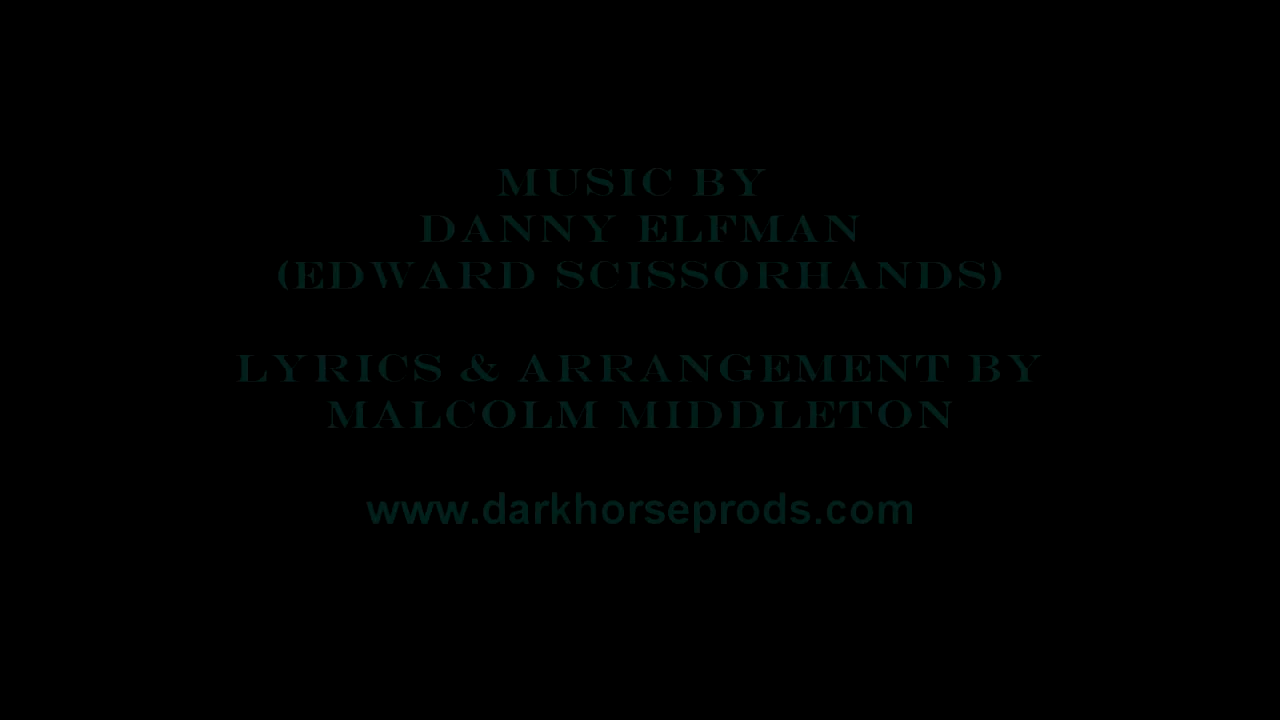 MUSIC BY
DANNY ELFMAN
(EDWARD SCISSORHANDS)
LYRICS & ARRANGEMENT BY
MALCOLM MIDDLETON
www.darkhorseprods.com